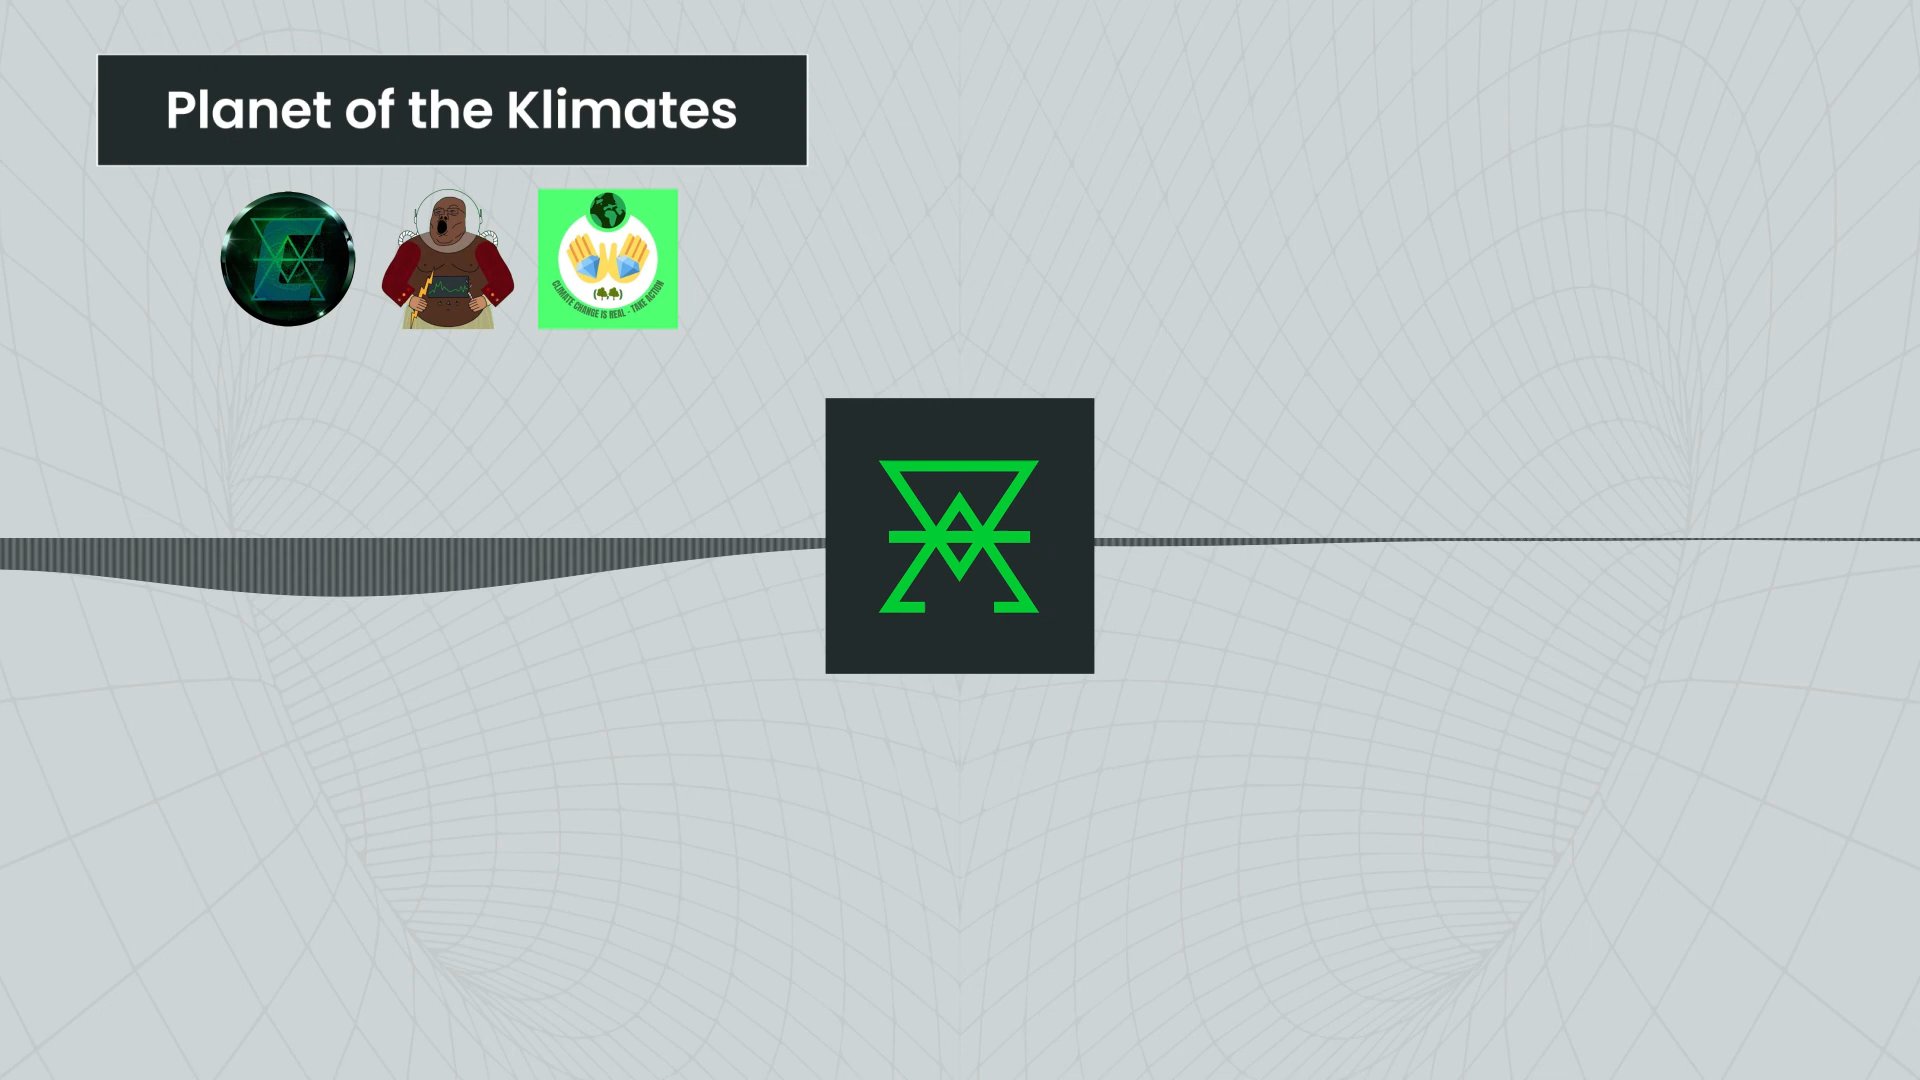 Planet of the Klimates
CLIMATE CHANGE IS REAL - TAKE ACTION